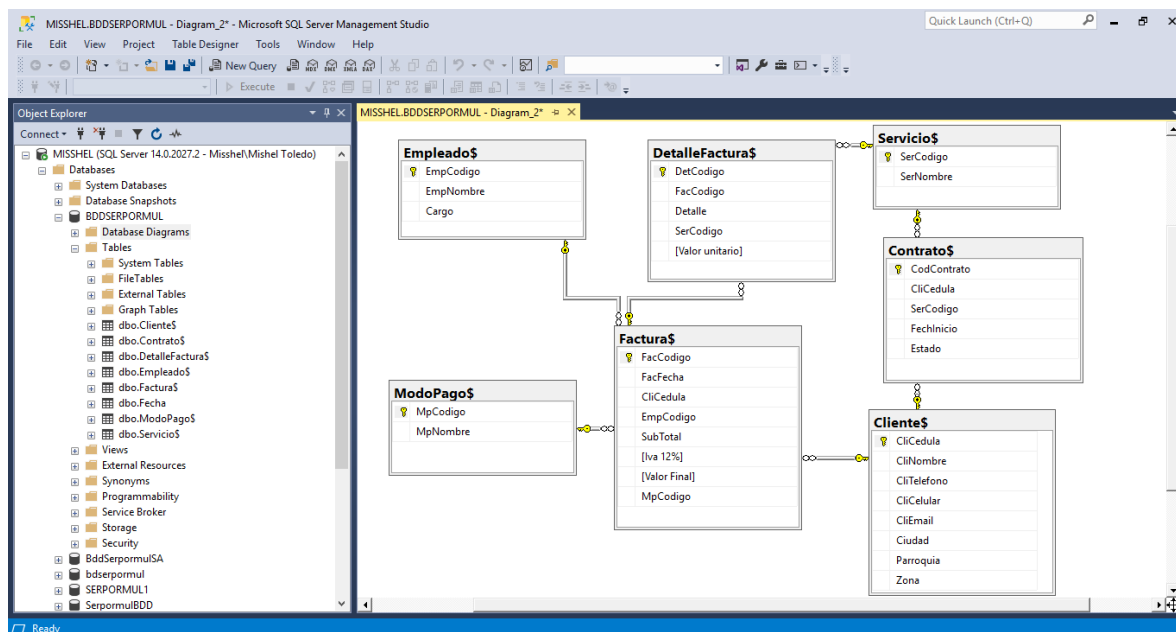 MISSHEL.BDDSERPORMUL - Diagram_2* - Microsoft SQL Server Management Studio
Quick Launch (Ctrl+Q)
File Edit View Project Table Designer Tools Window Help
New Query MDX DMX XMLA DAX
Execute
Object Explorer
Connect
MISSHEL (SQL Server 14.0.2027.2 - Misshel\Mishel Toledo)
Databases
System Databases
Database Snapshots
BDDSERPORMUL
Database Diagrams
Tables
System Tables
FileTables
External Tables
Graph Tables
dbo.Cliente$
dbo.Contrato$
dbo.DetalleFactura$
dbo.Empleado$
dbo.Factura$
dbo.Fecha
dbo.ModoPago$
dbo.Servicio$
Views
External Resources
Synonyms
Programmability
Service Broker
Storage
Security
BddSerpormulSA
bdserpormul
SERPORMUL1
SerpormulBDD
MISSHEL.BDDSERPORMUL - Diagram_2*
Empleado$
EmpCodigo
EmpNombre
Cargo
DetalleFactura$
DetCodigo
FacCodigo
Detalle
SerCodigo
[Valor unitario]
Servicio$
SerCodigo
SerNombre
Contrato$
CodContrato
CliCedula
SerCodigo
FechInicio
Estado
Factura$
FacCodigo
FacFecha
CliCedula
EmpCodigo
SubTotal
[Iva 12%]
[Valor Final]
MpCodigo
ModoPago$
MpCodigo
MpNombre
Cliente$
CliCedula
CliNombre
CliTelefono
CliCelular
CliEmail
Ciudad
Parroquia
Zona
Ready